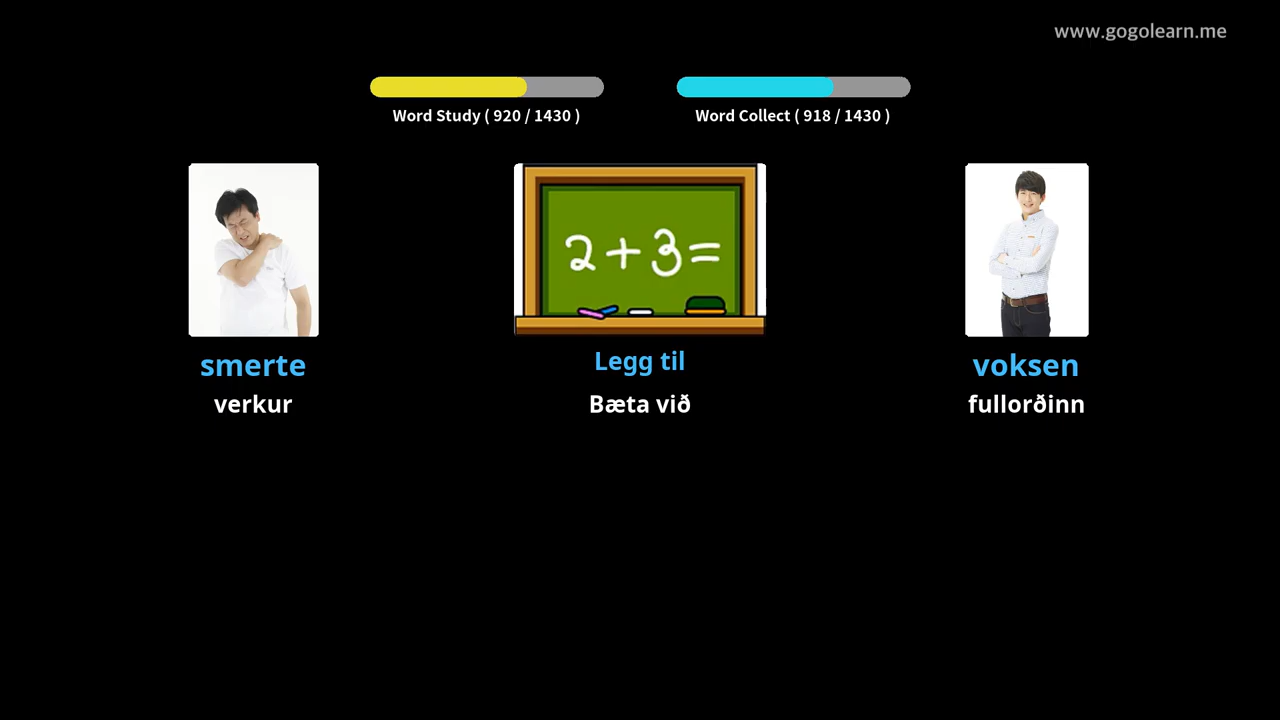 www.gogolearn.me
Word Study ( 920 / 1430 )
Word Collect ( 918 / 1430 )
2+3=
smerte
verkur
Legg til
Bæta við
voksen
fullorðinn